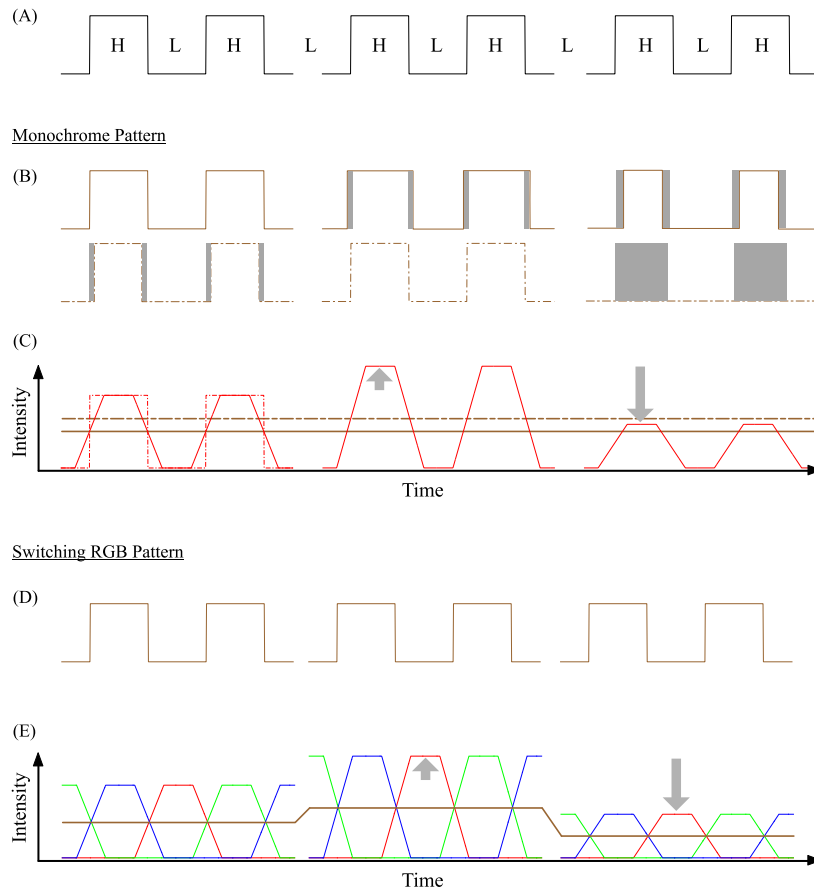 (A)
H L H L H L H L H L H
Monochrome Pattern
(B)
(C)
Intensity
Time
Switching RGB Pattern
(D)
(E)
Intensity
Time